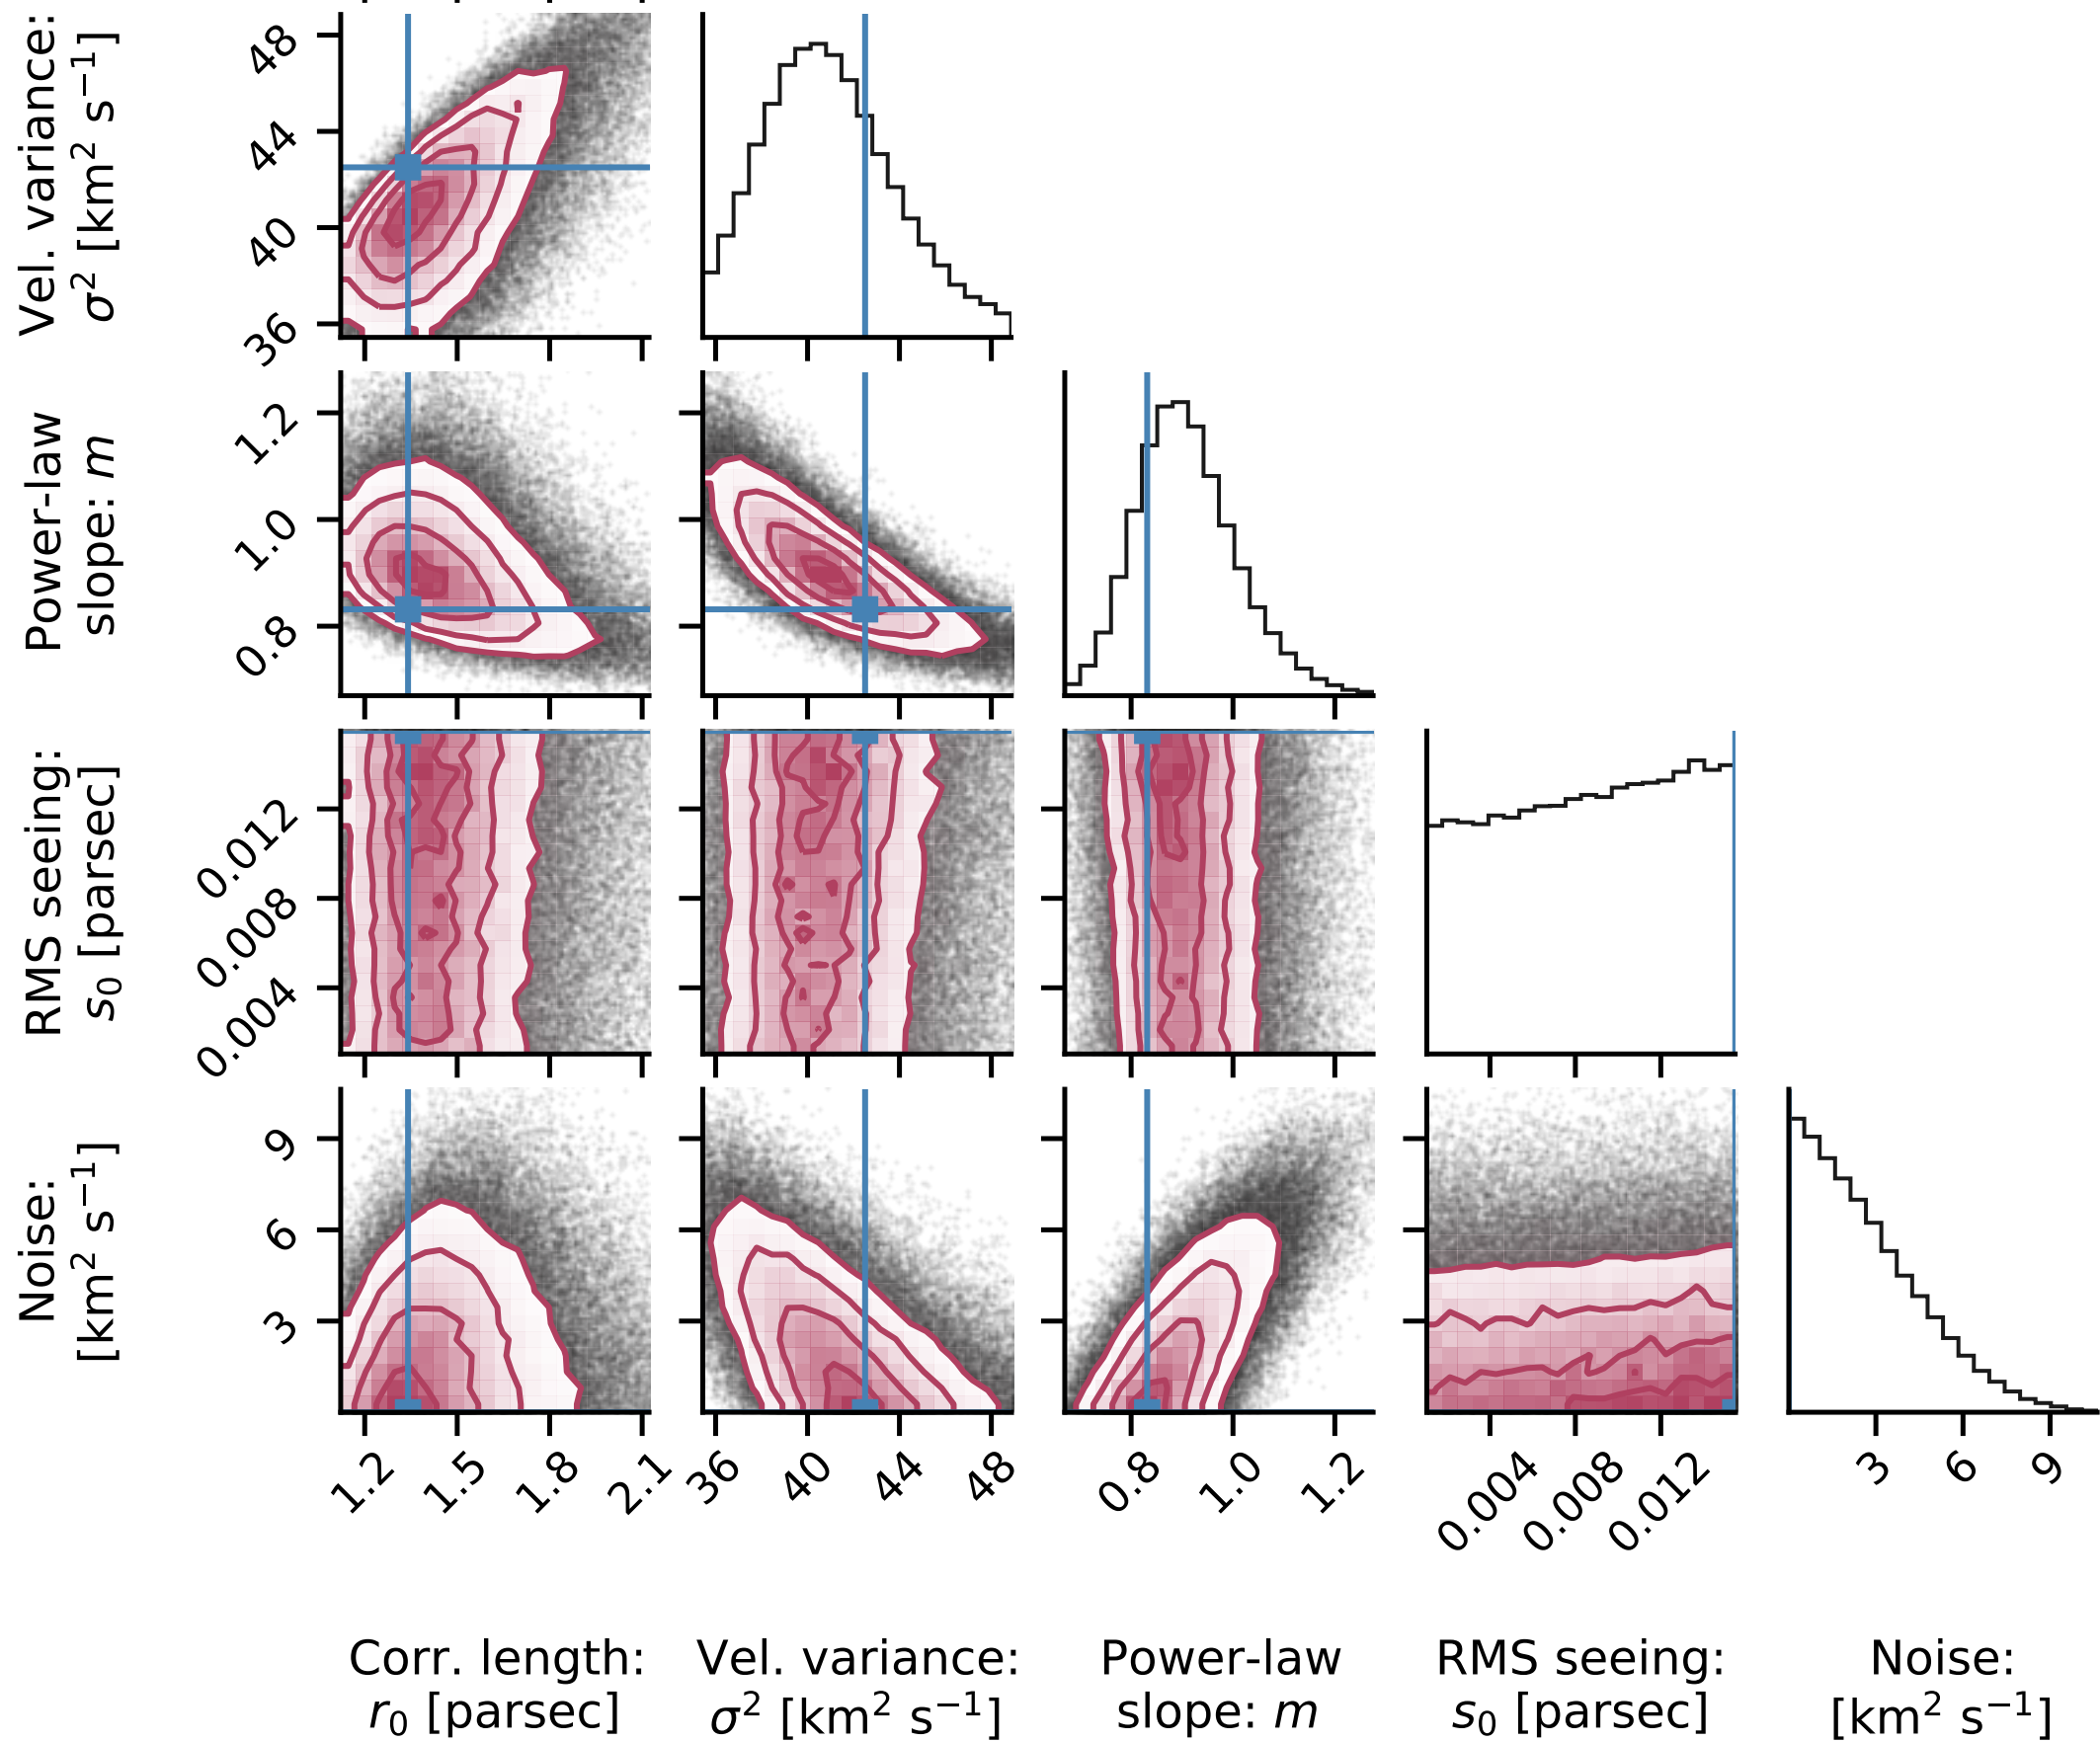 Vel. variance:
σ² [km² s⁻¹]
48
44
40
36
Power-law
slope: m
1.2
1.0
0.8
RMS seeing:
s₀ [parsec]
0.012
0.008
0.004
Noise:
[km² s⁻¹]
9
6
3
1.2 1.5 1.8 2.1 36 40 44 48 0.8 1.0 1.2 0.004 0.008 0.012 3 6 9
Corr. length: Vel. variance: Power-law RMS seeing: Noise:
r₀ [parsec] σ² [km² s⁻¹] slope: m s₀ [parsec] [km² s⁻¹]